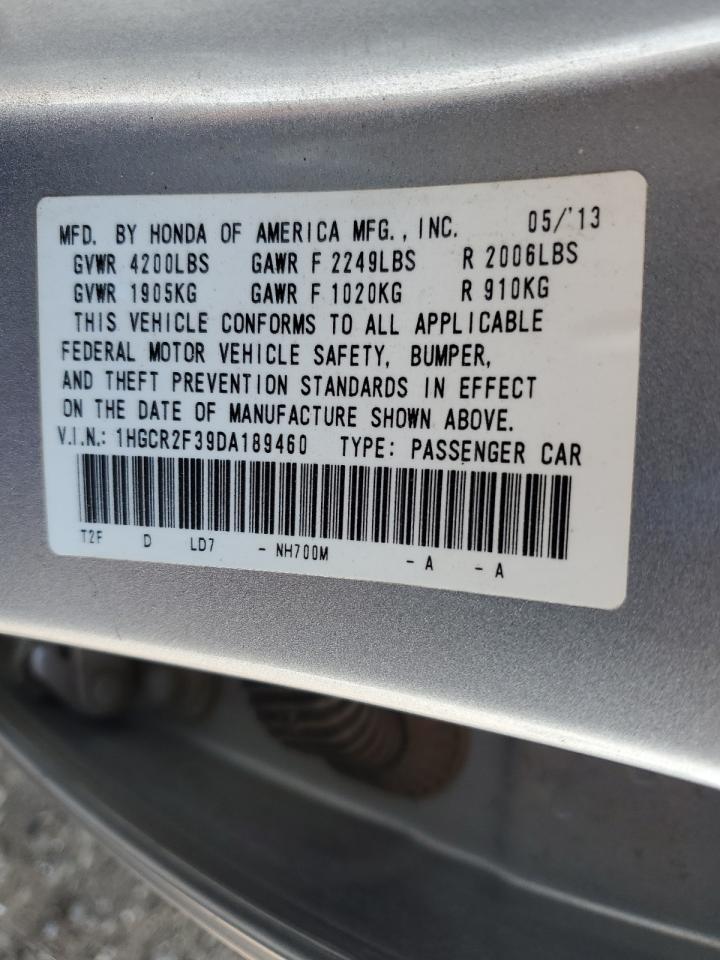 MFD. BY HONDA OF AMERICA MFG., INC. 05/'13
GVWR 4200LBS GAWR F 2249LBS R 2006LBS
GVWR 1905KG GAWR F 1020KG R 910KG
THIS VEHICLE CONFORMS TO ALL APPLICABLE
FEDERAL MOTOR VEHICLE SAFETY, BUMPER,
AND THEFT PREVENTION STANDARDS IN EFFECT
ON THE DATE OF MANUFACTURE SHOWN ABOVE.
V.I.N.: 1HGCR2F39DA189460 TYPE: PASSENGER CAR
T2F D LD7 - NH700M - A - A